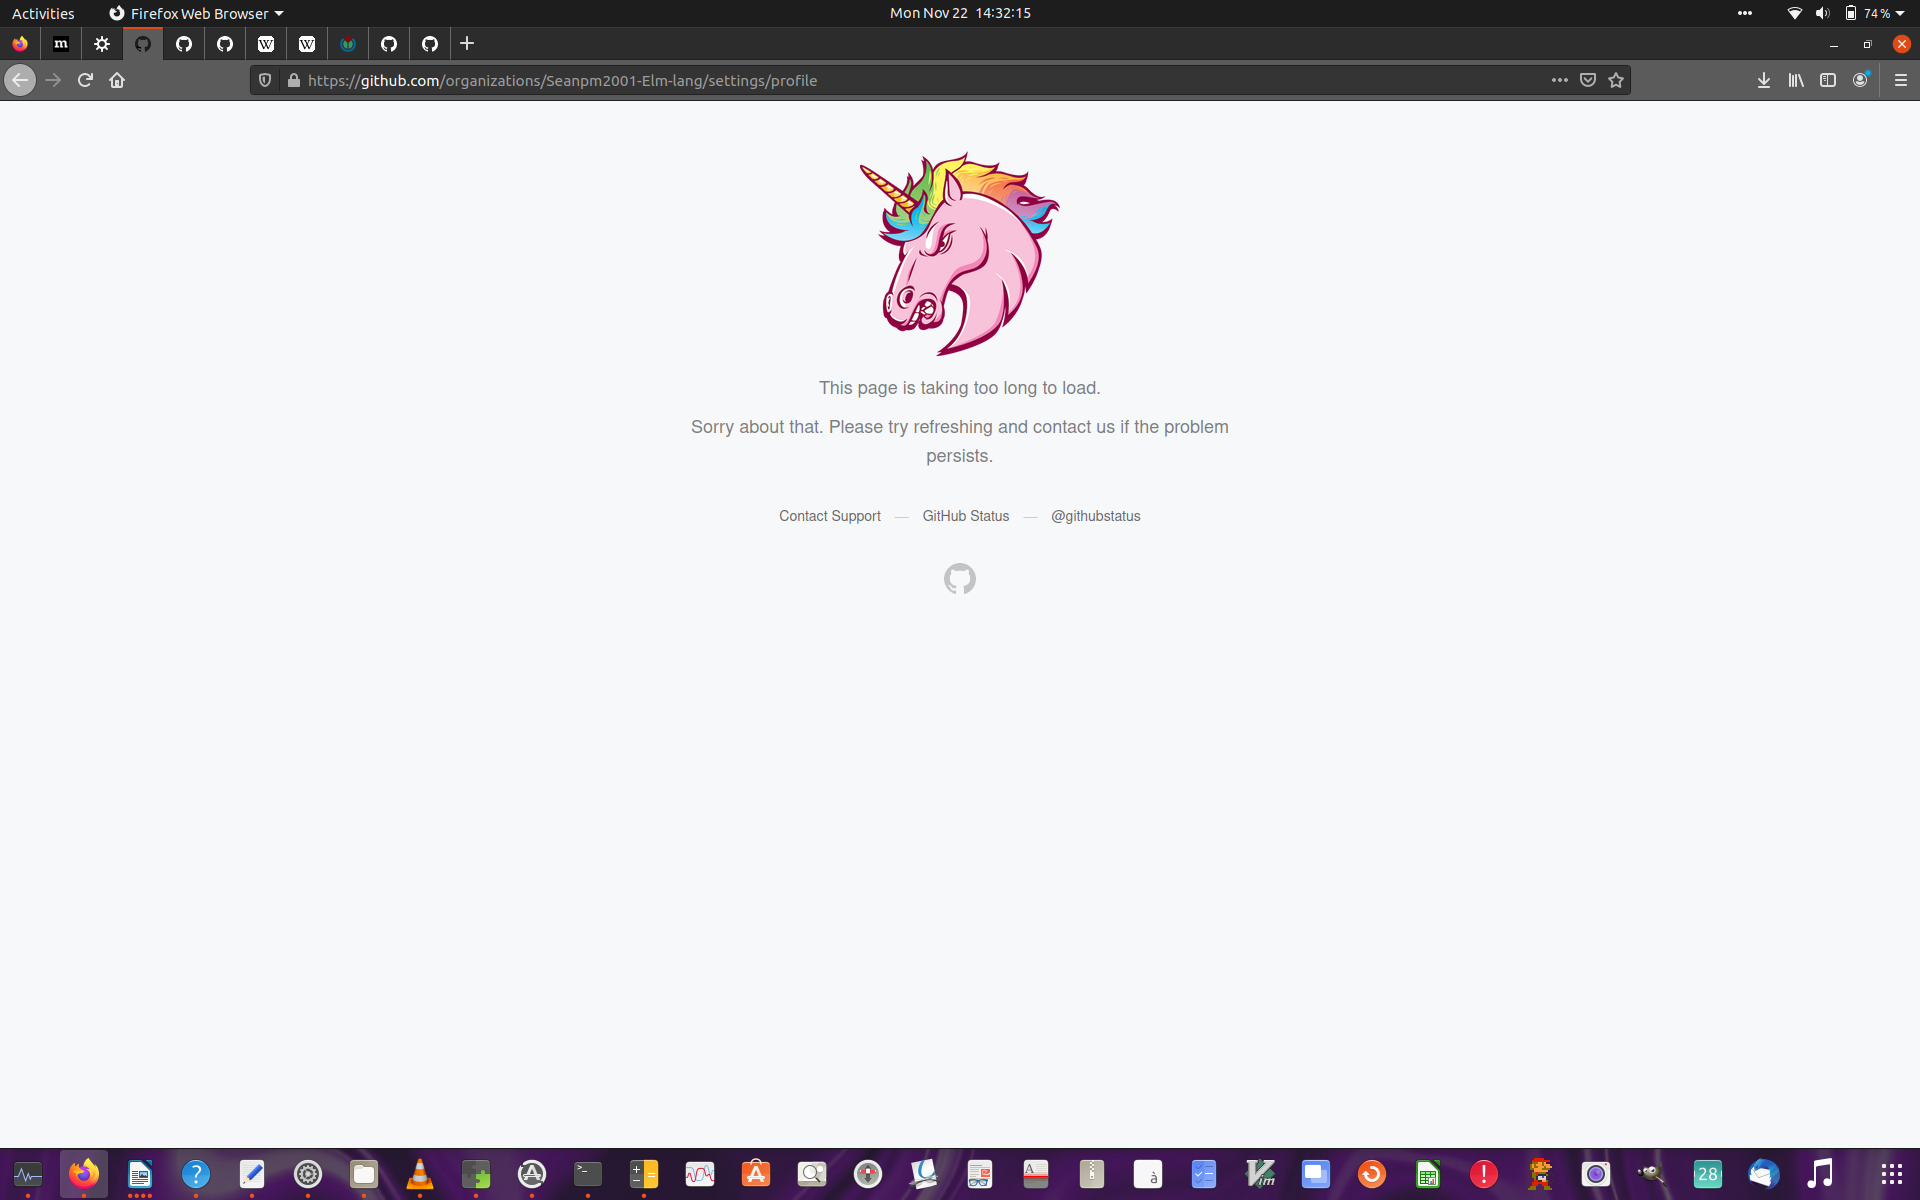 Activities
Firefox Web Browser
Mon Nov 22 14:32:15
74%
m
W
W
https://github.com/organizations/Seanpm2001-Elm-lang/settings/profile
This page is taking too long to load.
Sorry about that. Please try refreshing and contact us if the problem
persists.
Contact Support — GitHub Status — @githubstatus
?
>_
A
à
Vim
!
28